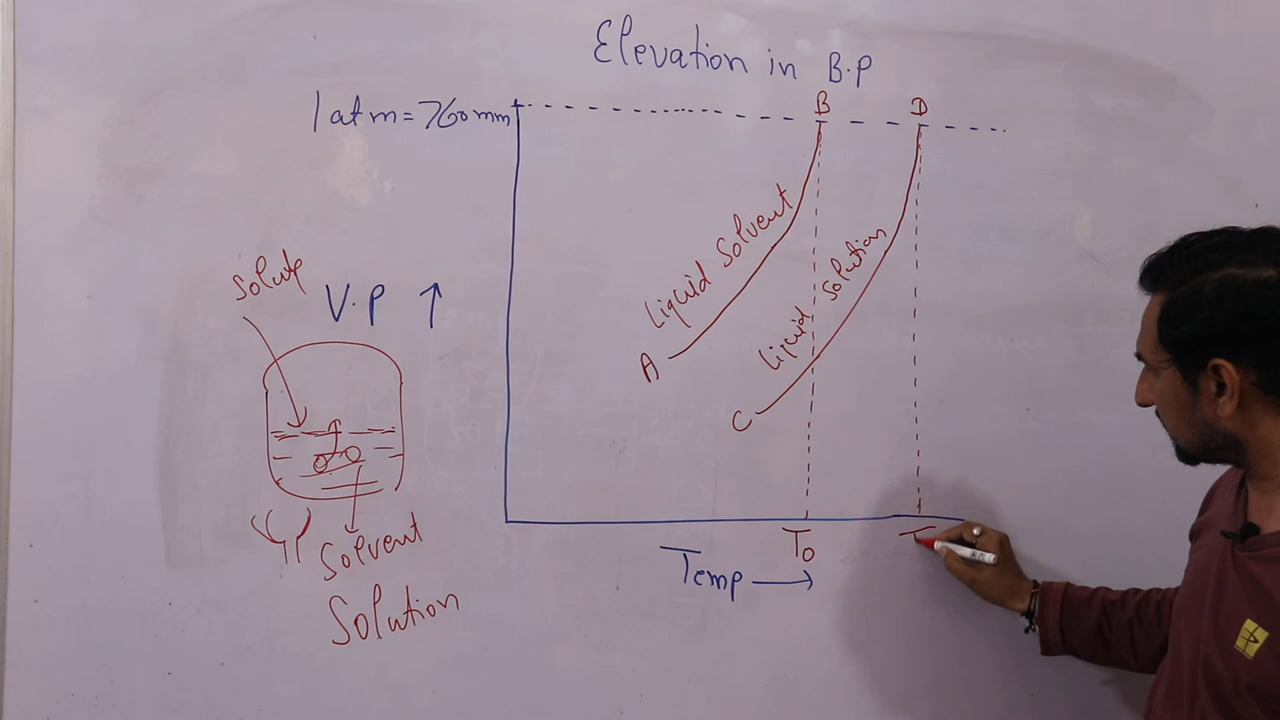 Elevation in B.P
1 atm = 760 mm
B
D
Liquid Solvent
Liquid Solution
Solute
V.P ↑
A
C
Solvent
Solution
T₀
T
Temp →